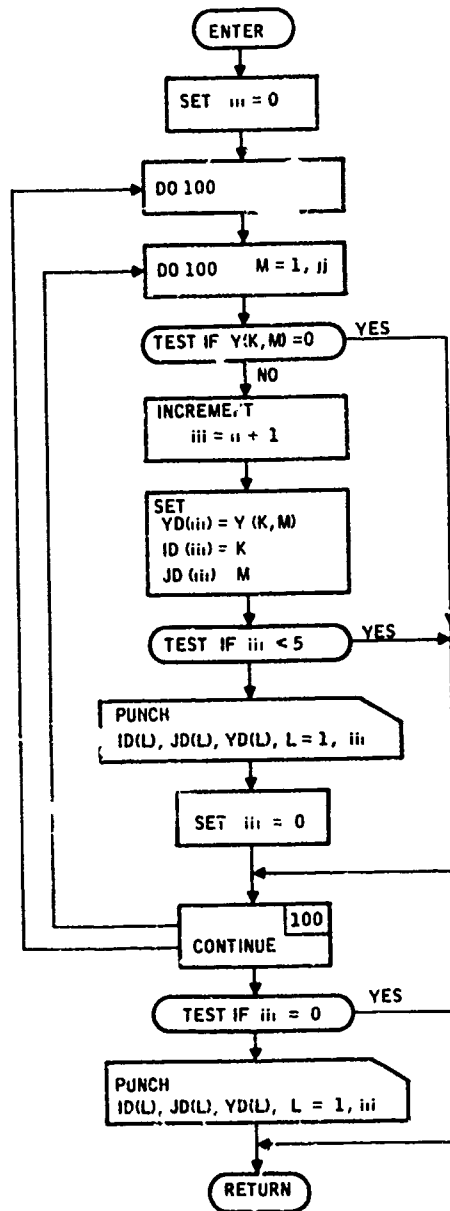 ENTER
SET iii = 0
DO 100
DO 100 M = 1, jj
TEST IF Y(K,M) = 0
YES
NO
INCREMENT
iii = ii + 1
SET
YD(iii) = Y (K,M)
ID (iii) = K
JD (iii) M
TEST IF iii < 5
YES
PUNCH
ID(L), JD(L), YD(L), L = 1, iii
SET iii = 0
100
CONTINUE
TEST IF iii = 0
YES
PUNCH
ID(L), JD(L), YD(L), L = 1, iii
RETURN